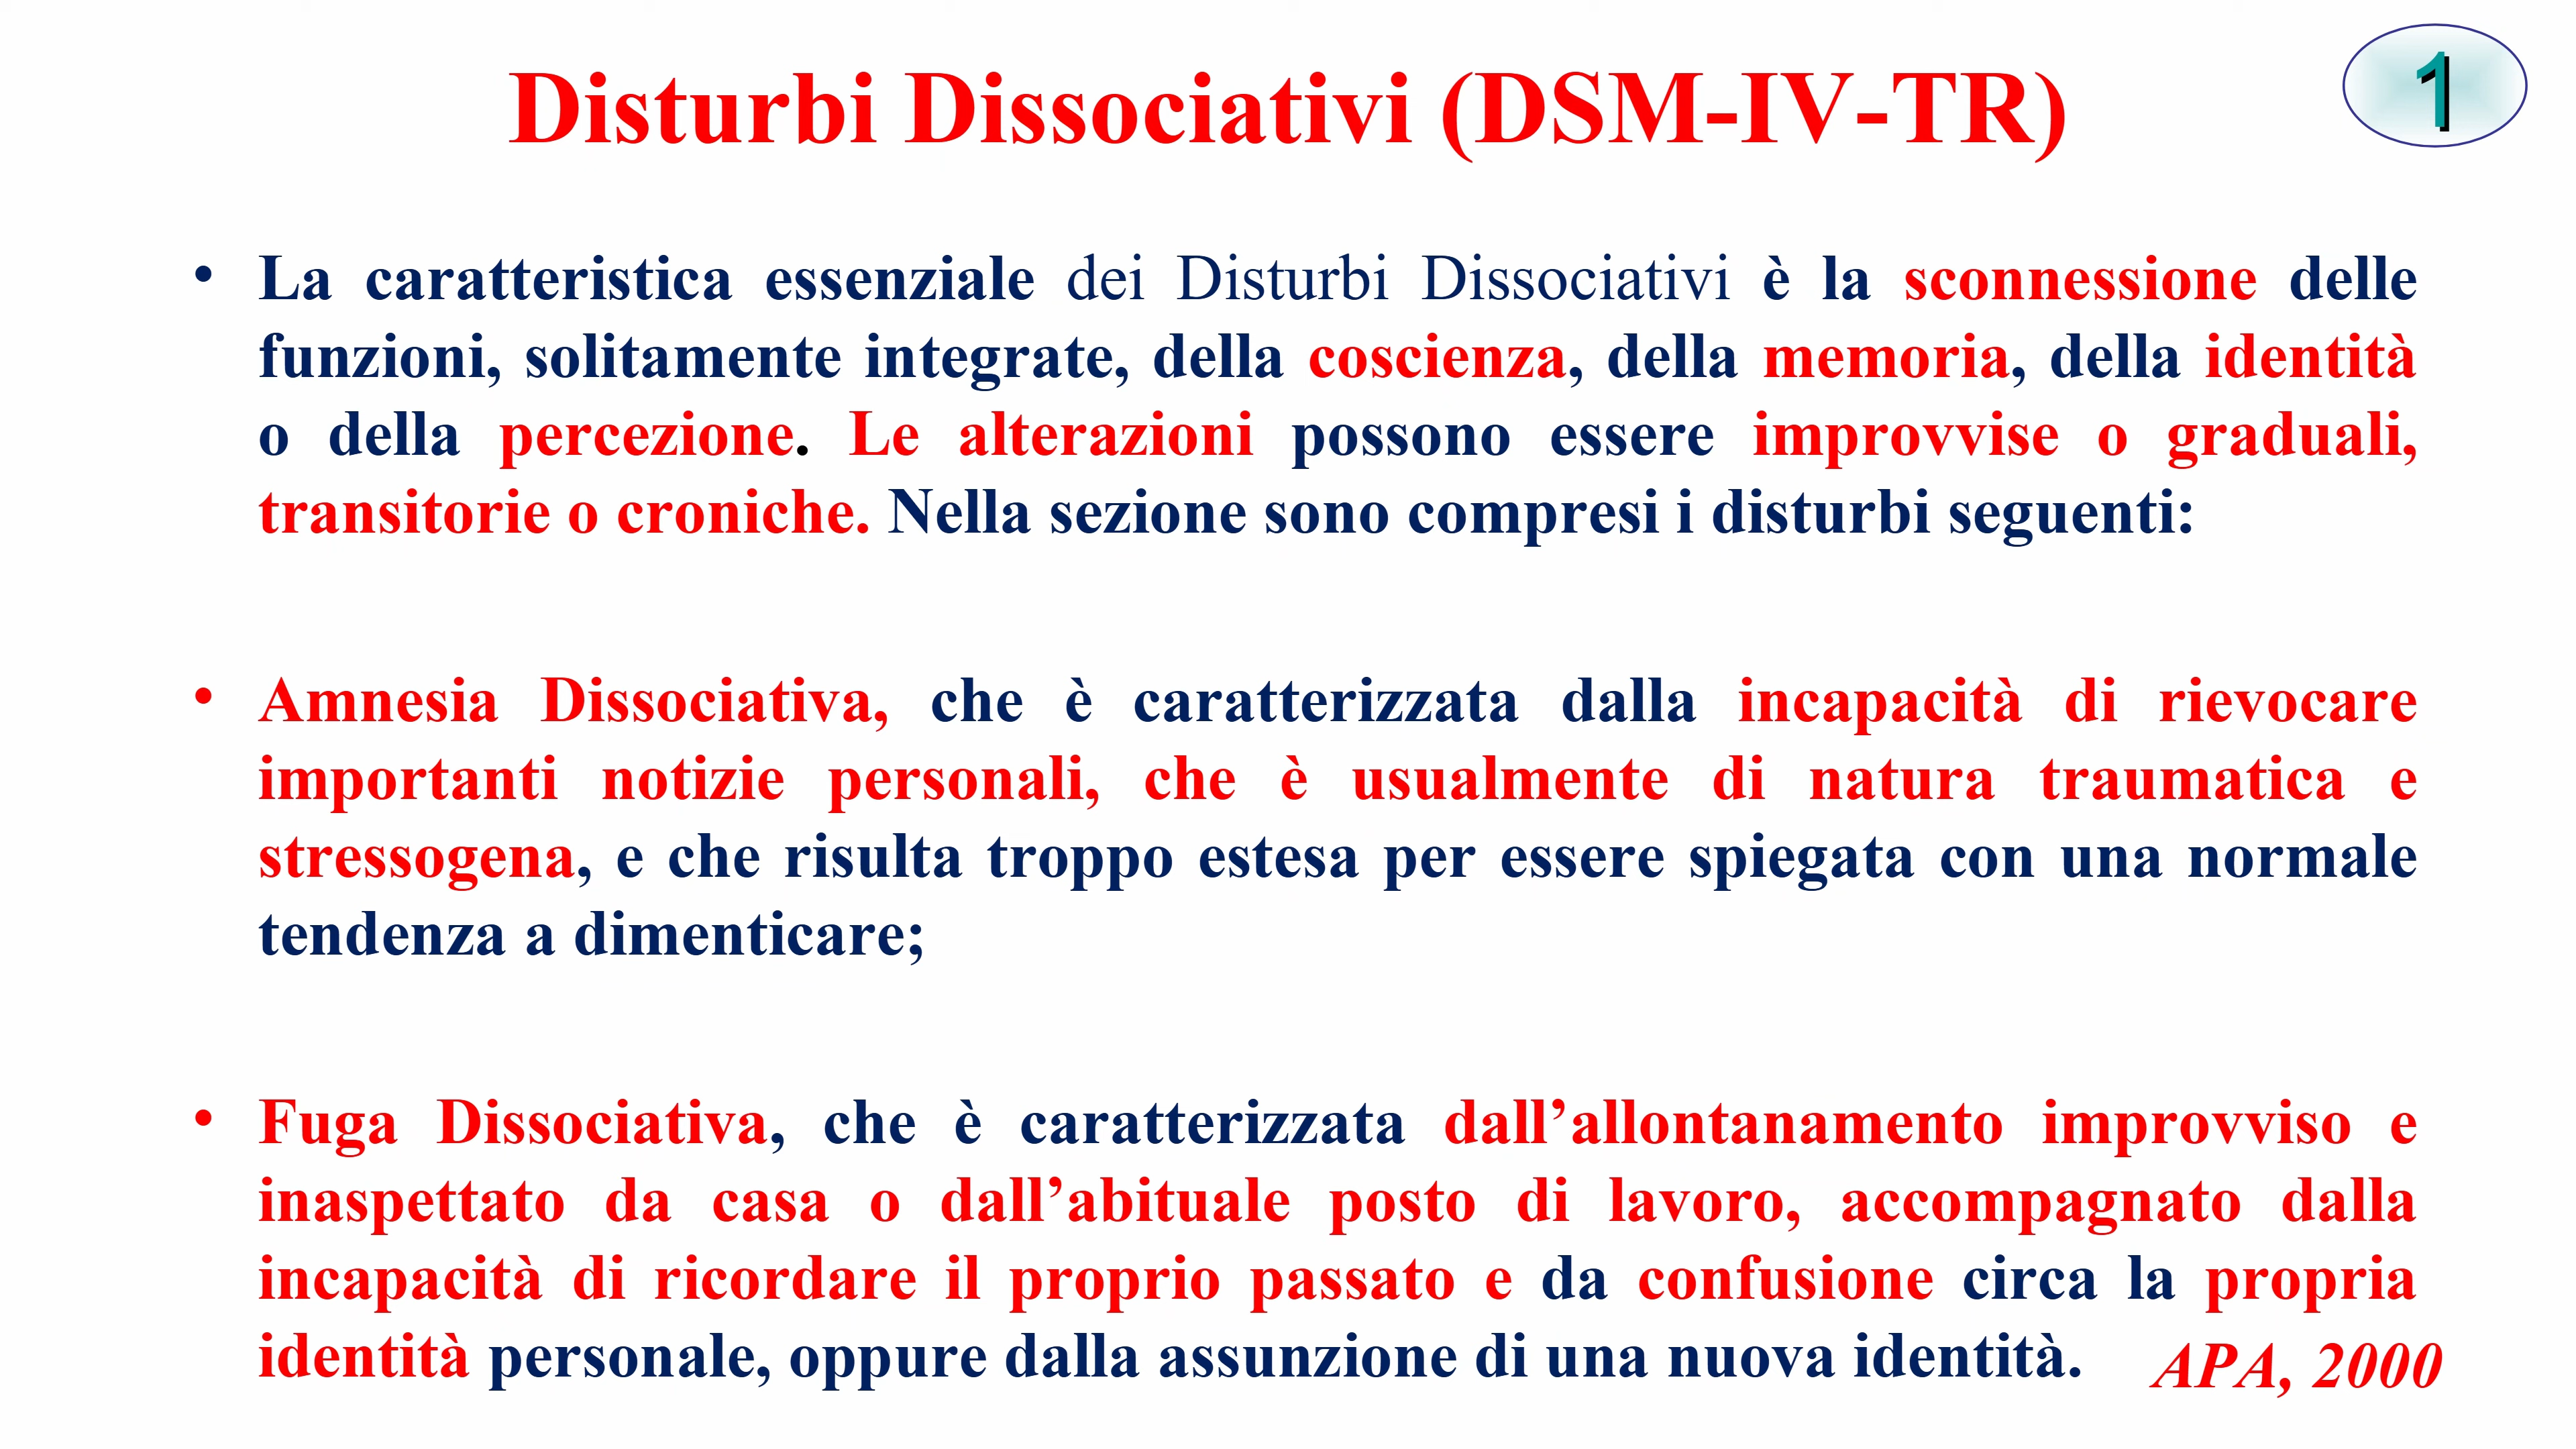 Disturbi Dissociativi (DSM-IV-TR)
1
• La caratteristica essenziale dei Disturbi Dissociativi è la sconnessione delle
funzioni, solitamente integrate, della coscienza, della memoria, della identità
o della percezione. Le alterazioni possono essere improvvise o graduali,
transitorie o croniche. Nella sezione sono compresi i disturbi seguenti:
• Amnesia Dissociativa, che è caratterizzata dalla incapacità di rievocare
importanti notizie personali, che è usualmente di natura traumatica e
stressogena, e che risulta troppo estesa per essere spiegata con una normale
tendenza a dimenticare;
• Fuga Dissociativa, che è caratterizzata dall’allontanamento improvviso e
inaspettato da casa o dall’abituale posto di lavoro, accompagnato dalla
incapacità di ricordare il proprio passato e da confusione circa la propria
identità personale, oppure dalla assunzione di una nuova identità.
APA, 2000